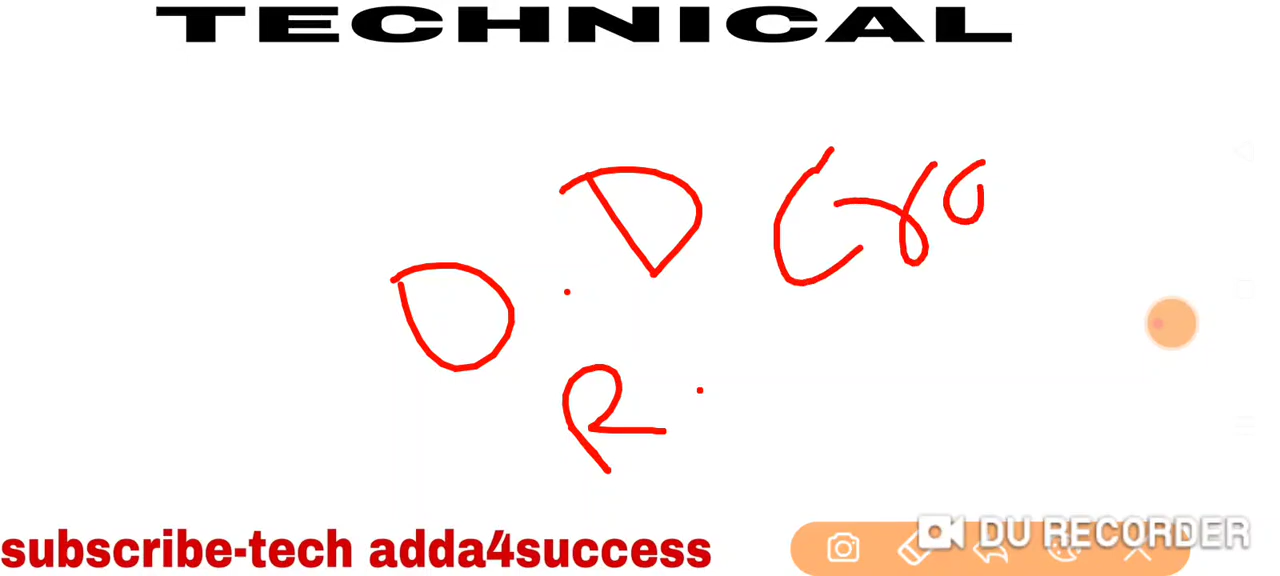 TECHNICAL
D
D
R
subscribe-tech adda4success
DU RECORDER